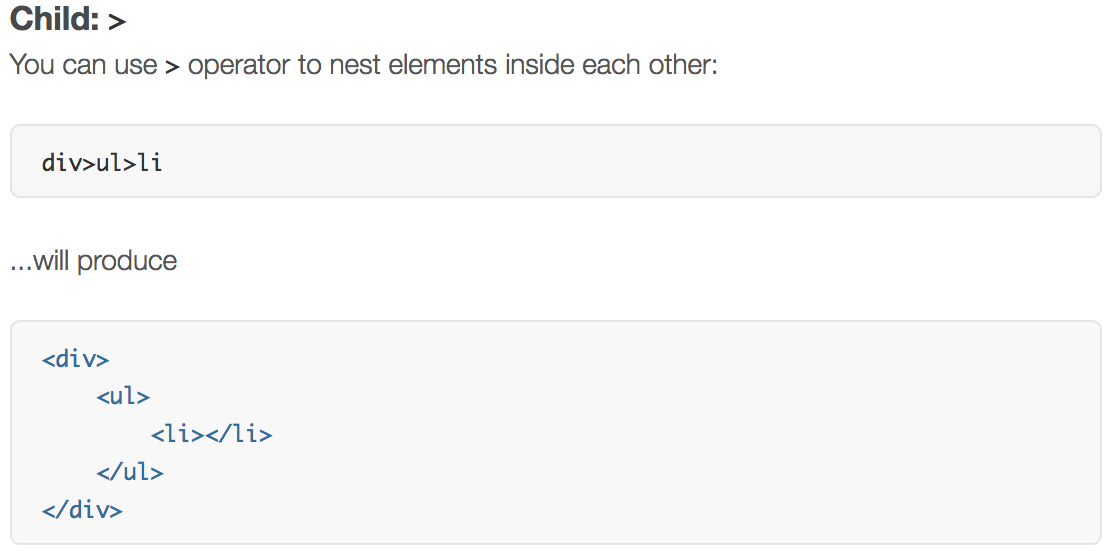 Child: >
You can use > operator to nest elements inside each other:
div>ul>li
...will produce
<div>
    <ul>
        <li></li>
    </ul>
</div>